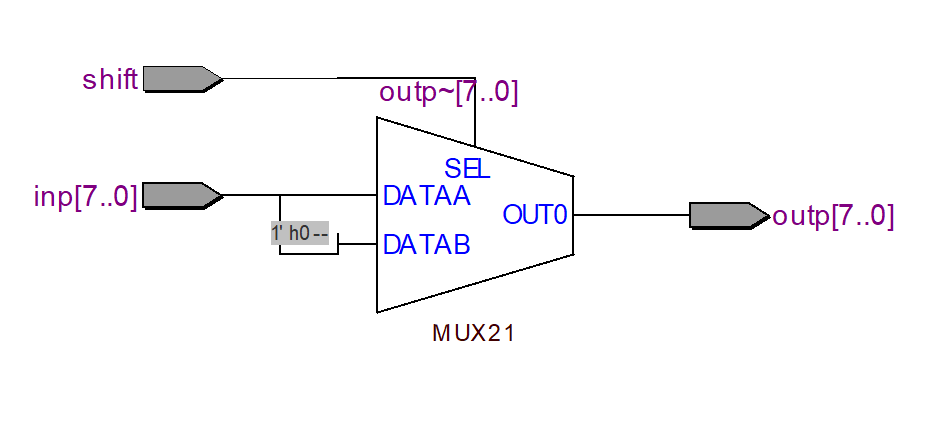 shift
outp~[7..0]
SEL
inp[7..0]
DATAA
OUT0
outp[7..0]
1' h0 --
DATAB
MUX21